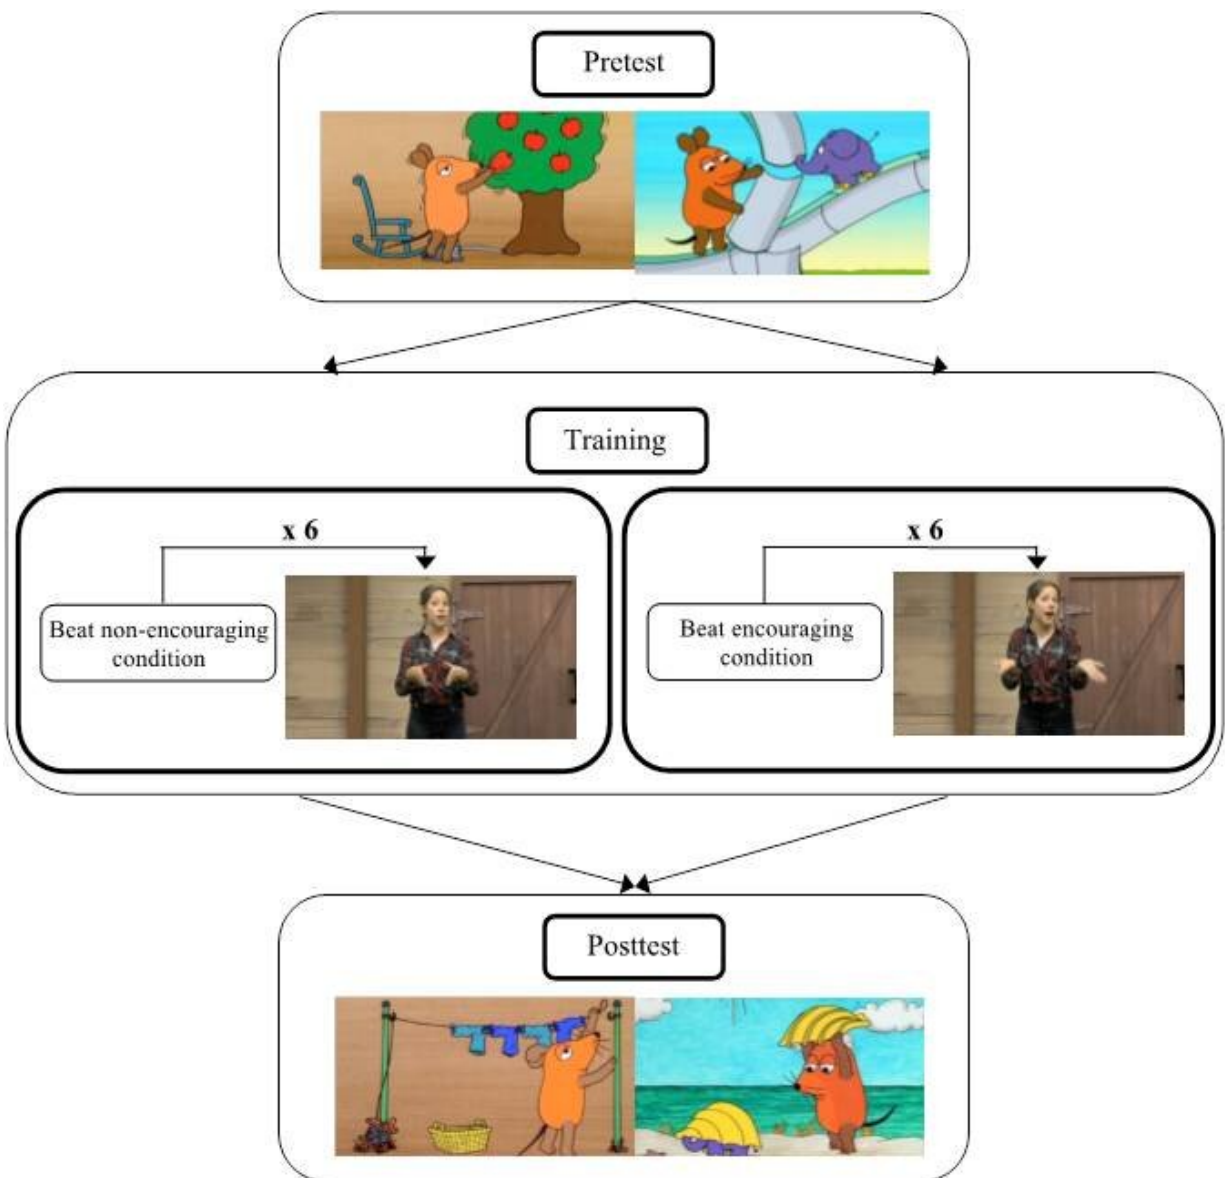 Pretest
Training
x 6
Beat non-encouraging
condition
x 6
Beat encouraging
condition
Posttest